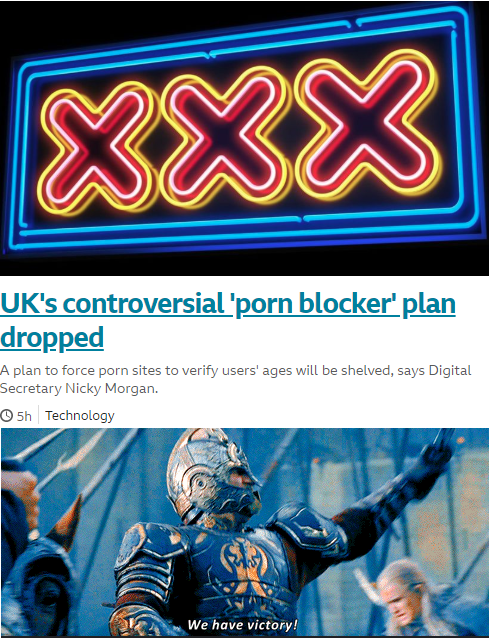 XXX
UK's controversial 'porn blocker' plan
dropped
A plan to force porn sites to verify users' ages will be shelved, says Digital
Secretary Nicky Morgan.
5h Technology
We have victory!